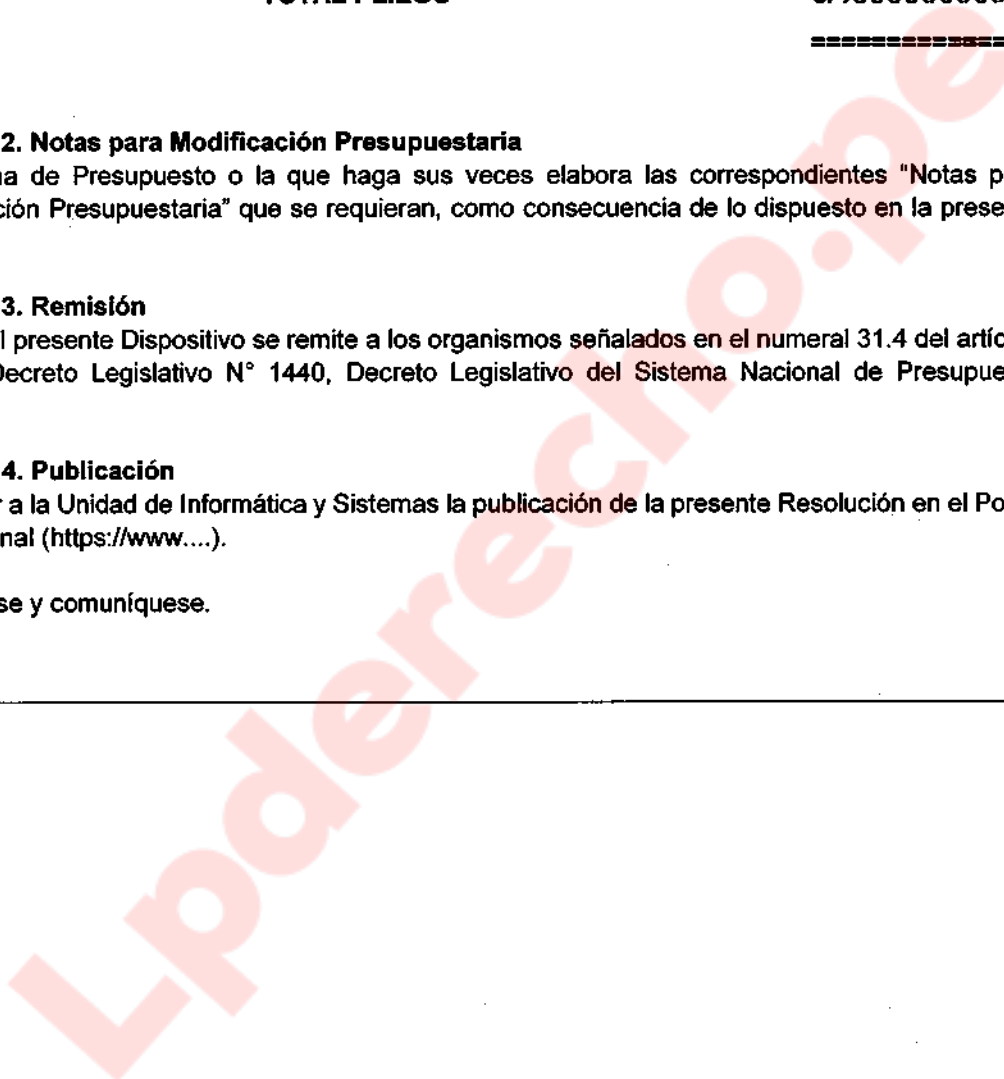 2. Notas para Modificación Presupuestaria
na de Presupuesto o la que haga sus veces elabora las correspondientes "Notas p
ción Presupuestaria" que se requieran, como consecuencia de lo dispuesto en la prese
3. Remisión
l presente Dispositivo se remite a los organismos señalados en el numeral 31.4 del artíc
Decreto Legislativo N° 1440, Decreto Legislativo del Sistema Nacional de Presupue
4. Publicación
r a la Unidad de Informática y Sistemas la publicación de la presente Resolución en el Po
nal (https://www....).
se y comuníquese.
Lpderecho.pe